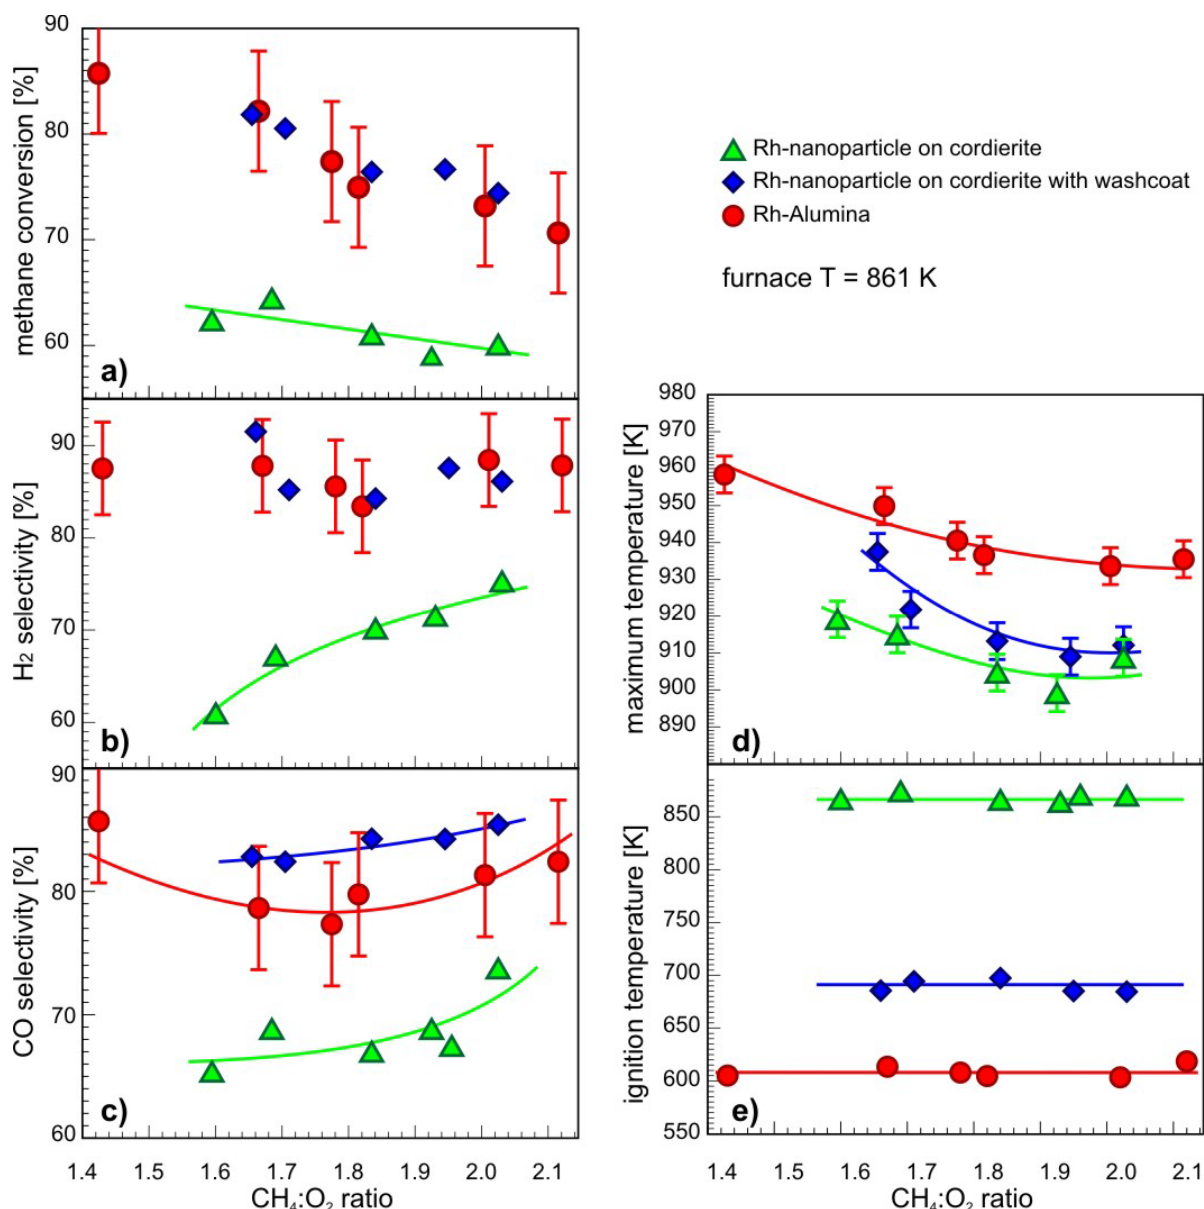 90
80
70
60
methane conversion [%]
a)
90
80
70
60
H2 selectivity [%]
b)
90
80
70
60
CO selectivity [%]
c)
1.4 1.5 1.6 1.7 1.8 1.9 2.0 2.1
CH4:O2 ratio
Rh-nanoparticle on cordierite
Rh-nanoparticle on cordierite with washcoat
Rh-Alumina
furnace T = 861 K
980
970
960
950
940
930
920
910
900
890
maximum temperature [K]
d)
850
800
750
700
650
600
550
ignition temperature [K]
e)
1.4 1.5 1.6 1.7 1.8 1.9 2.0 2.1
CH4:O2 ratio